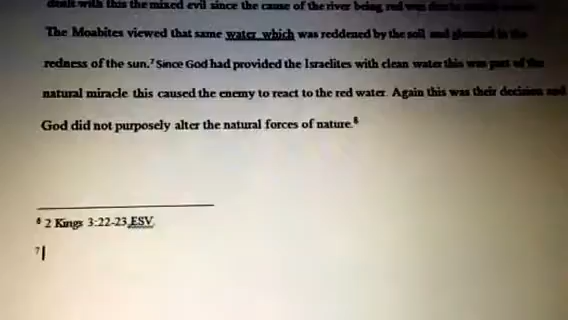 dealt with this the mixed evil since the cause of the river being red was
The Moabites viewed that same water which was reddened by the soil and gleamed in the
redness of the sun.⁷ Since God had provided the Israelites with clean water this was part of the
natural miracle this caused the enemy to react to the red water. Again this was their decision and
God did not purposely alter the natural forces of nature.⁸
⁶ 2 Kings 3:22-23 ESV.
⁷